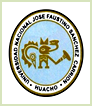 UNIVERSIDAD NACIONAL JOSE FAUSTINO SANCHEZ CARRION
HUACHO